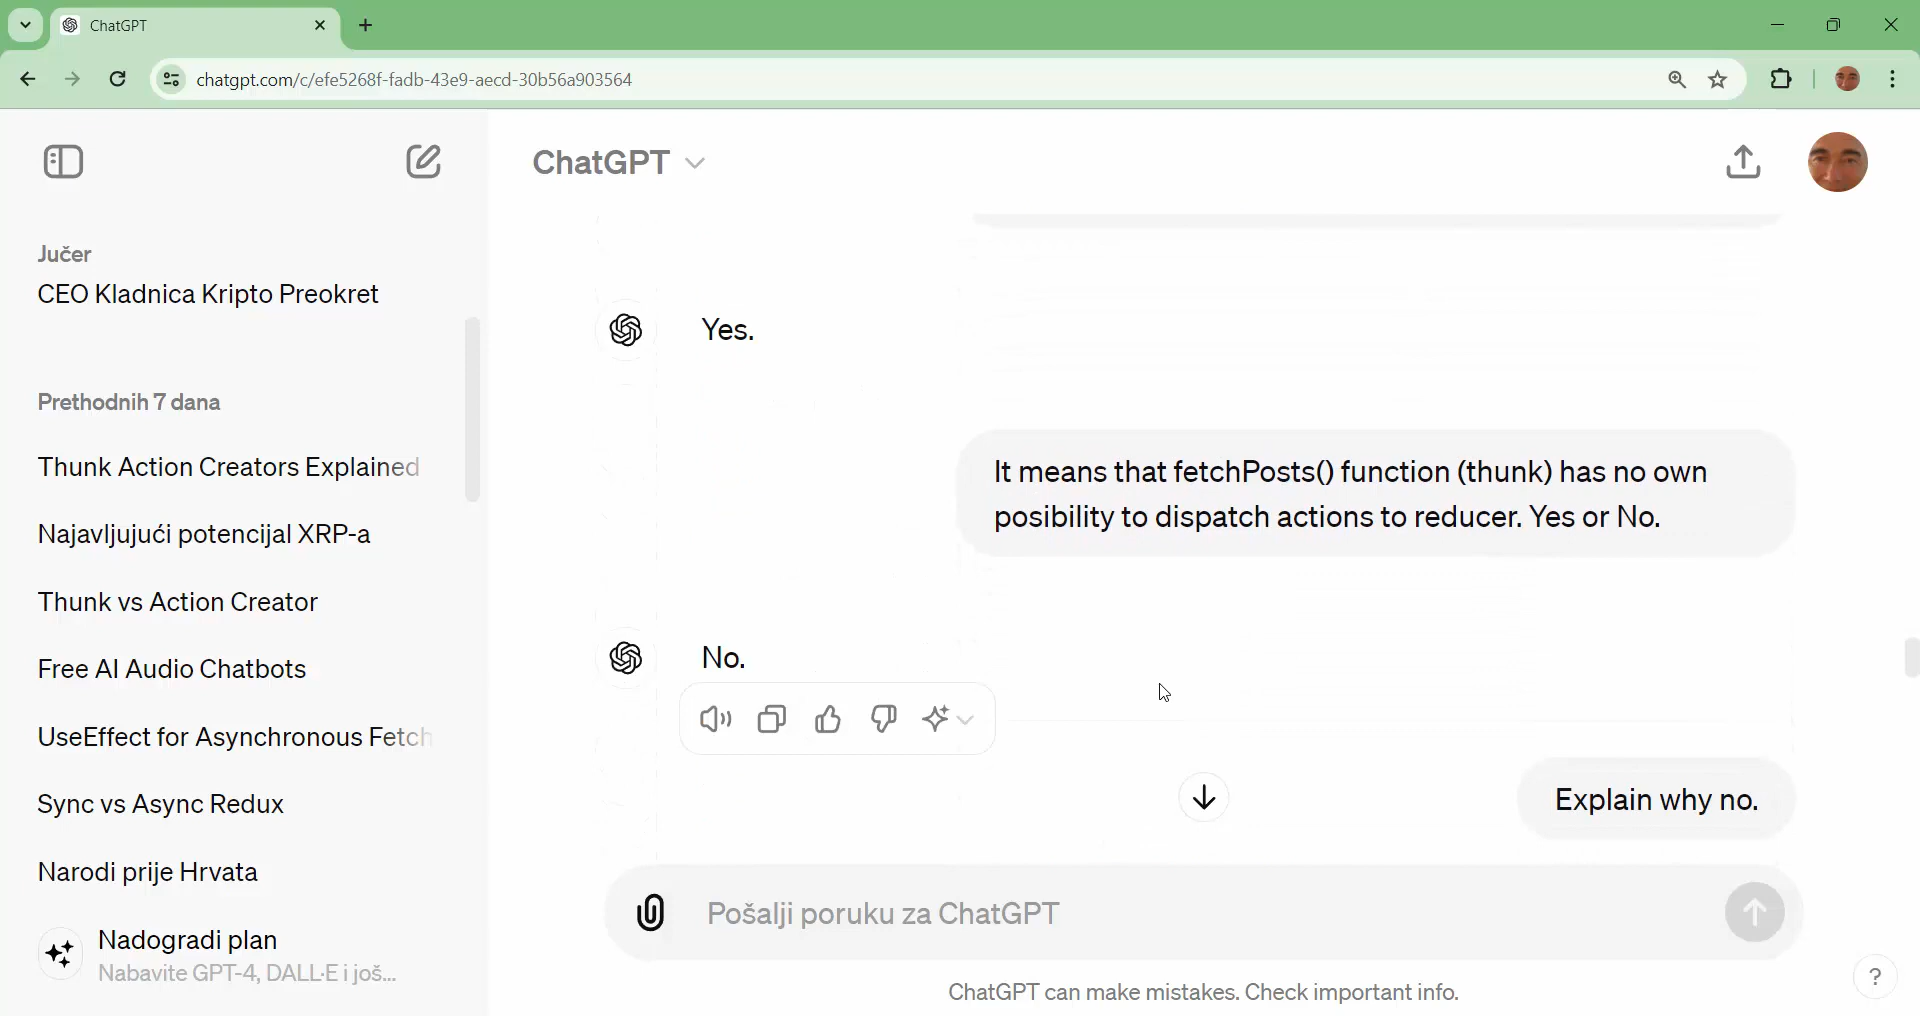 ChatGPT
chatgpt.com/c/efe5268f-fadb-43e9-aecd-30b56a903564
Jučer
CEO Kladnica Kripto Preokret
Prethodnih 7 dana
Thunk Action Creators Explained
Najavljujući potencijal XRP-a
Thunk vs Action Creator
Free AI Audio Chatbots
UseEffect for Asynchronous Fetch
Sync vs Async Redux
Narodi prije Hrvata
Nadogradi plan
Nabavite GPT-4, DALL·E i još...
ChatGPT
Yes.
It means that fetchPosts() function (thunk) has no own
posibility to dispatch actions to reducer. Yes or No.
No.
Explain why no.
Pošalji poruku za ChatGPT
ChatGPT can make mistakes. Check important info.
?